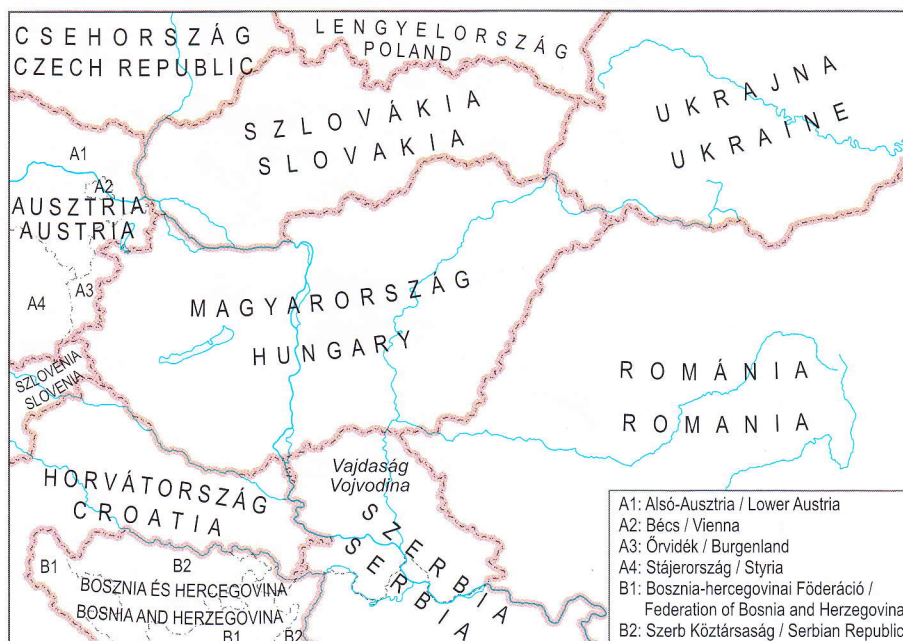 CSEHORSZÁG
CZECH REPUBLIC
LENGYELORSZÁG
POLAND
SZLOVÁKIA
SLOVAKIA
UKRAJNA
UKRAINE
A1
A2
AUSZTRIA
AUSTRIA
A4
A3
MAGYARORSZÁG
HUNGARY
SZLOVÉNIA
SLOVENIA
ROMÁNIA
ROMANIA
Vajdaság
Vojvodina
HORVÁTORSZÁG
CROATIA
SZERBIA
SERBIA
B1
B2
BOSZNIA ÉS HERCEGOVINA
BOSNIA AND HERZEGOVINA
B1
B2
A1: Alsó-Ausztria / Lower Austria
A2: Bécs / Vienna
A3: Őrvidék / Burgenland
A4: Stájerország / Styria
B1: Bosznia-hercegovinai Föderáció /
Federation of Bosnia and Herzegovina
B2: Szerb Köztársaság / Serbian Republic